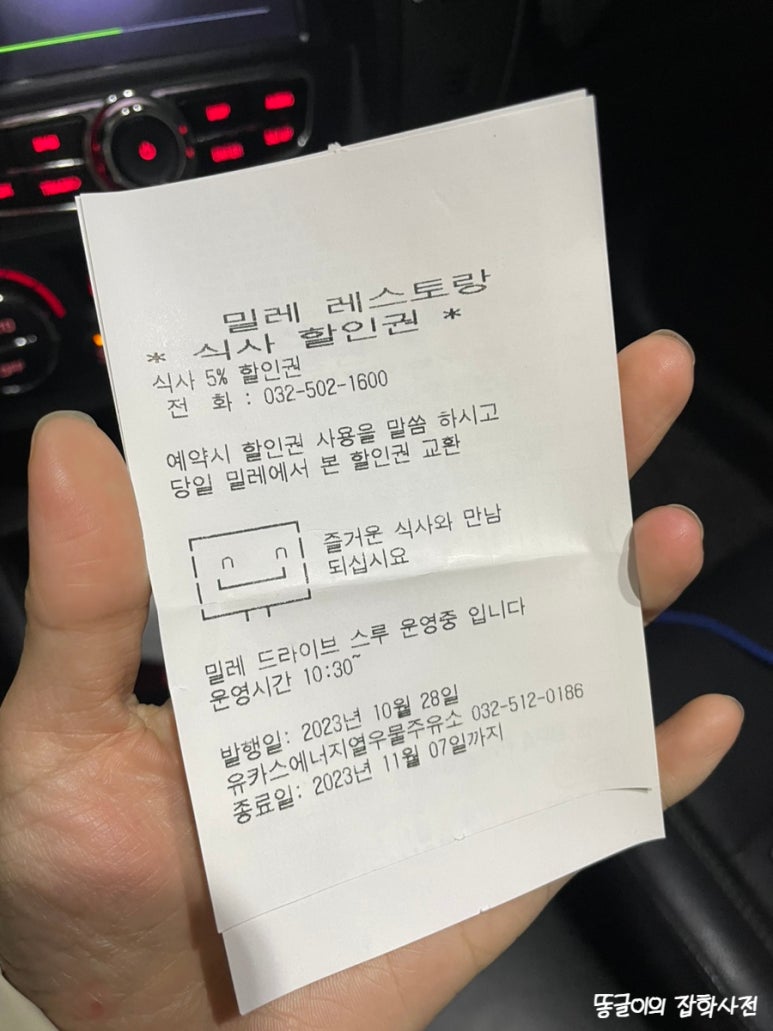 밀레 레스토랑
* 식사 할인권 *
식사 5% 할인권
전 화 : 032-502-1600
예약시 할인권 사용을 말씀 하시고
당일 밀레에서 본 할인권 교환
즐거운 식사와 만남
되십시요
밀레 드라이브 스루 운영중 입니다
운영시간 10:30~
발행일: 2023년 10월 28일
유카스에너지열우물주유소 032-512-0186
종료일: 2023년 11월 07일까지
똥글이의 잡화사전